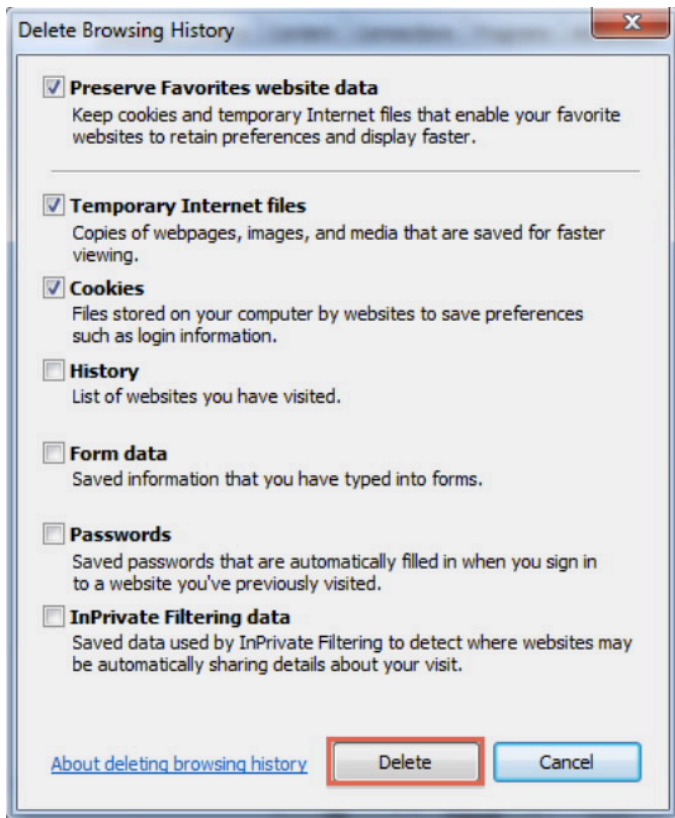 Delete Browsing History
Preserve Favorites website data
Keep cookies and temporary Internet files that enable your favorite
websites to retain preferences and display faster.
Temporary Internet files
Copies of webpages, images, and media that are saved for faster
viewing.
Cookies
Files stored on your computer by websites to save preferences
such as login information.
History
List of websites you have visited.
Form data
Saved information that you have typed into forms.
Passwords
Saved passwords that are automatically filled in when you sign in
to a website you've previously visited.
InPrivate Filtering data
Saved data used by InPrivate Filtering to detect where websites may
be automatically sharing details about your visit.
About deleting browsing history Delete Cancel